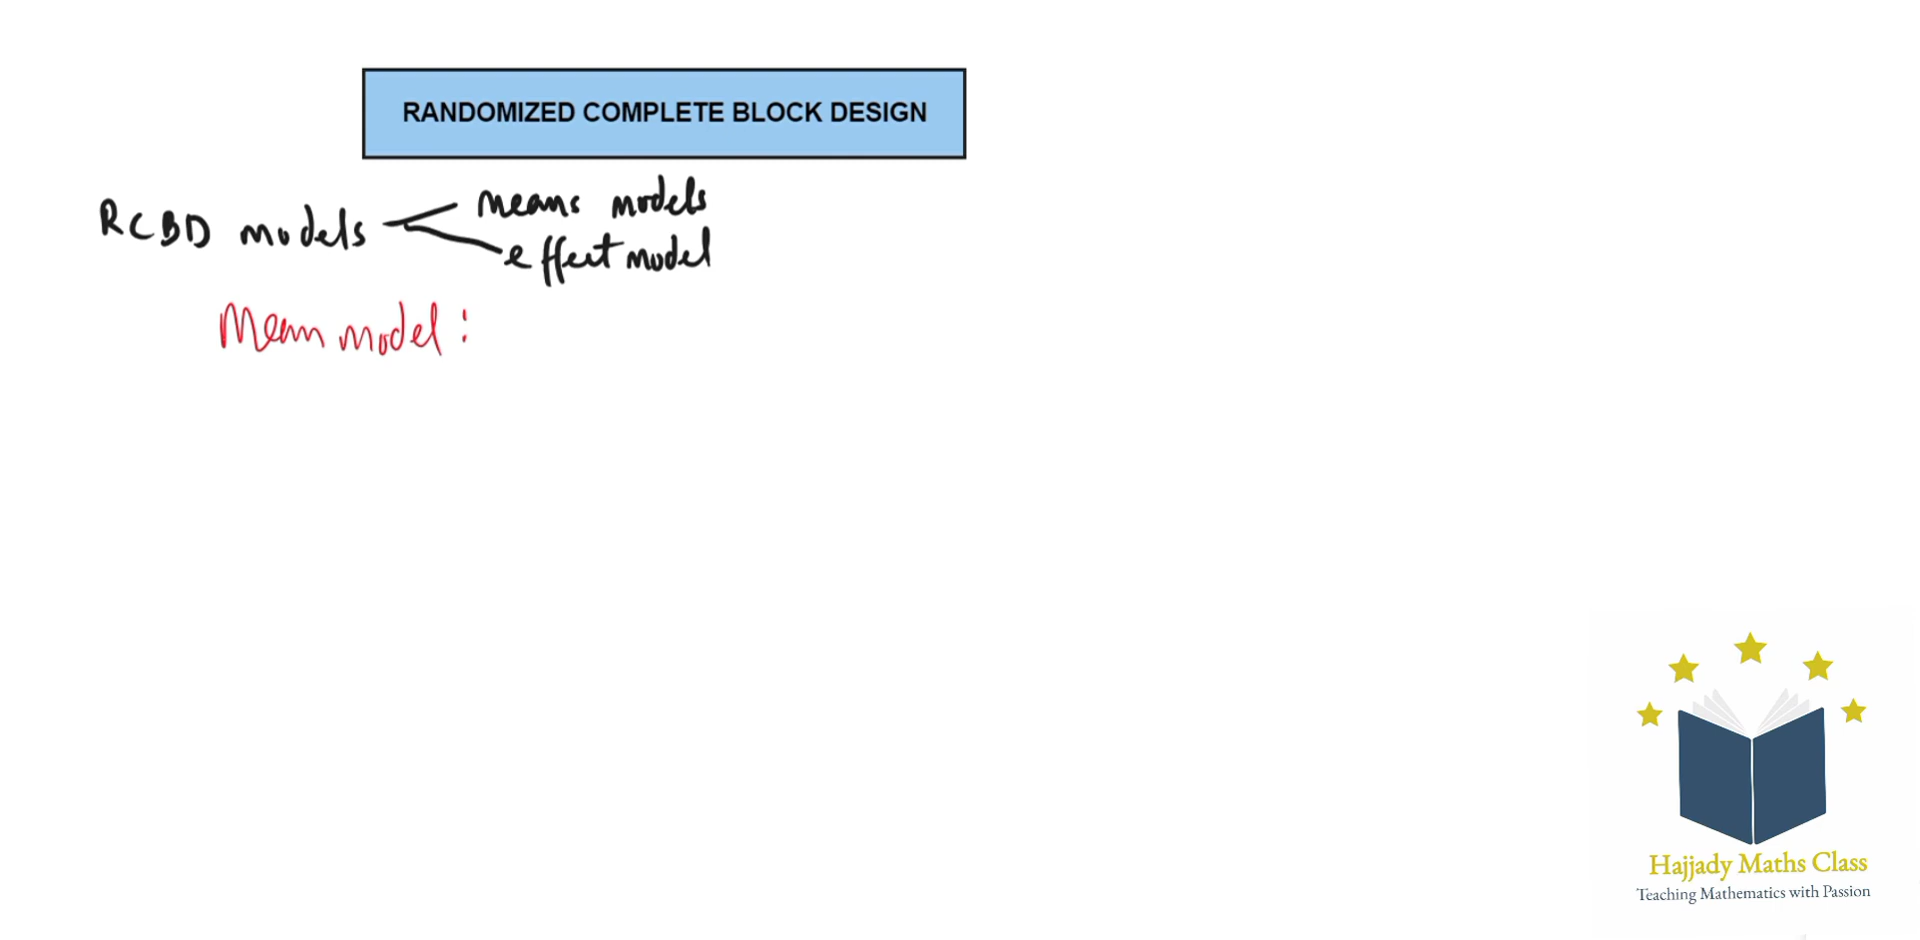 RANDOMIZED COMPLETE BLOCK DESIGN
RCBD models
means models
effect model
Mean model:
Hajjady Maths Class
Teaching Mathematics with Passion